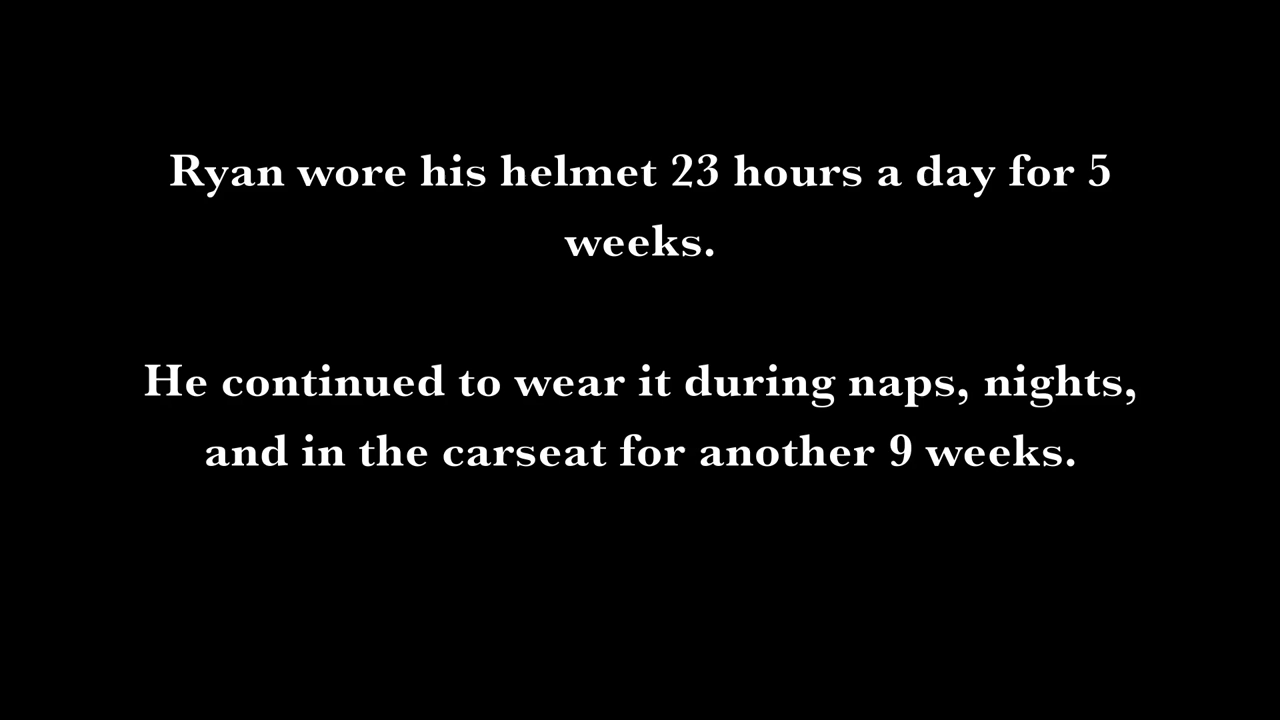 Ryan wore his helmet 23 hours a day for 5
weeks.
He continued to wear it during naps, nights,
and in the carseat for another 9 weeks.